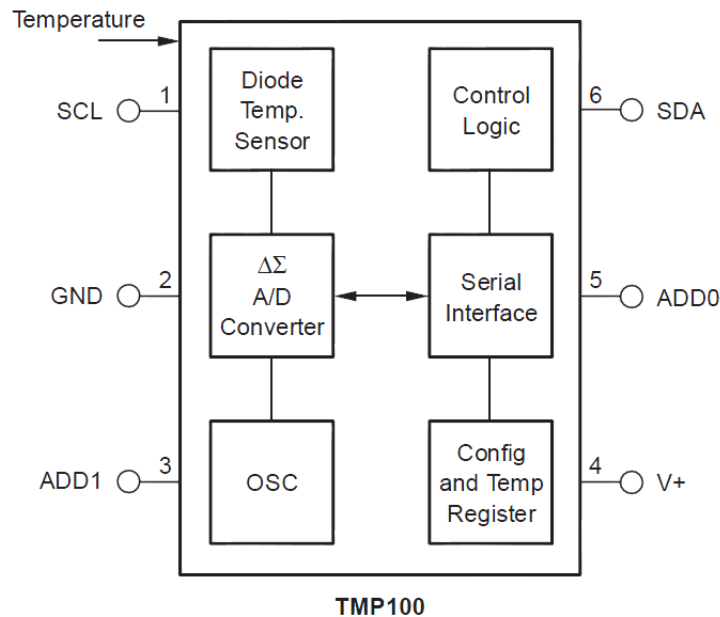 Temperature
SCL
1
Diode
Temp.
Sensor
Control
Logic
6
SDA
GND
2
ΔΣ
A/D
Converter
Serial
Interface
5
ADD0
ADD1
3
OSC
Config
and Temp
Register
4
V+
TMP100